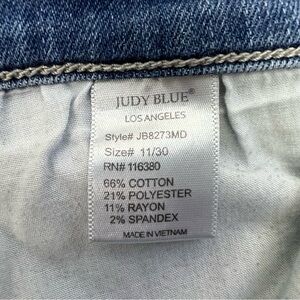 JUDY BLUE®
LOS ANGELES
Style# JB8273MD
Size# 11/30
RN# 116380
66% COTTON
21% POLYESTER
11% RAYON
2% SPANDEX
MADE IN VIETNAM